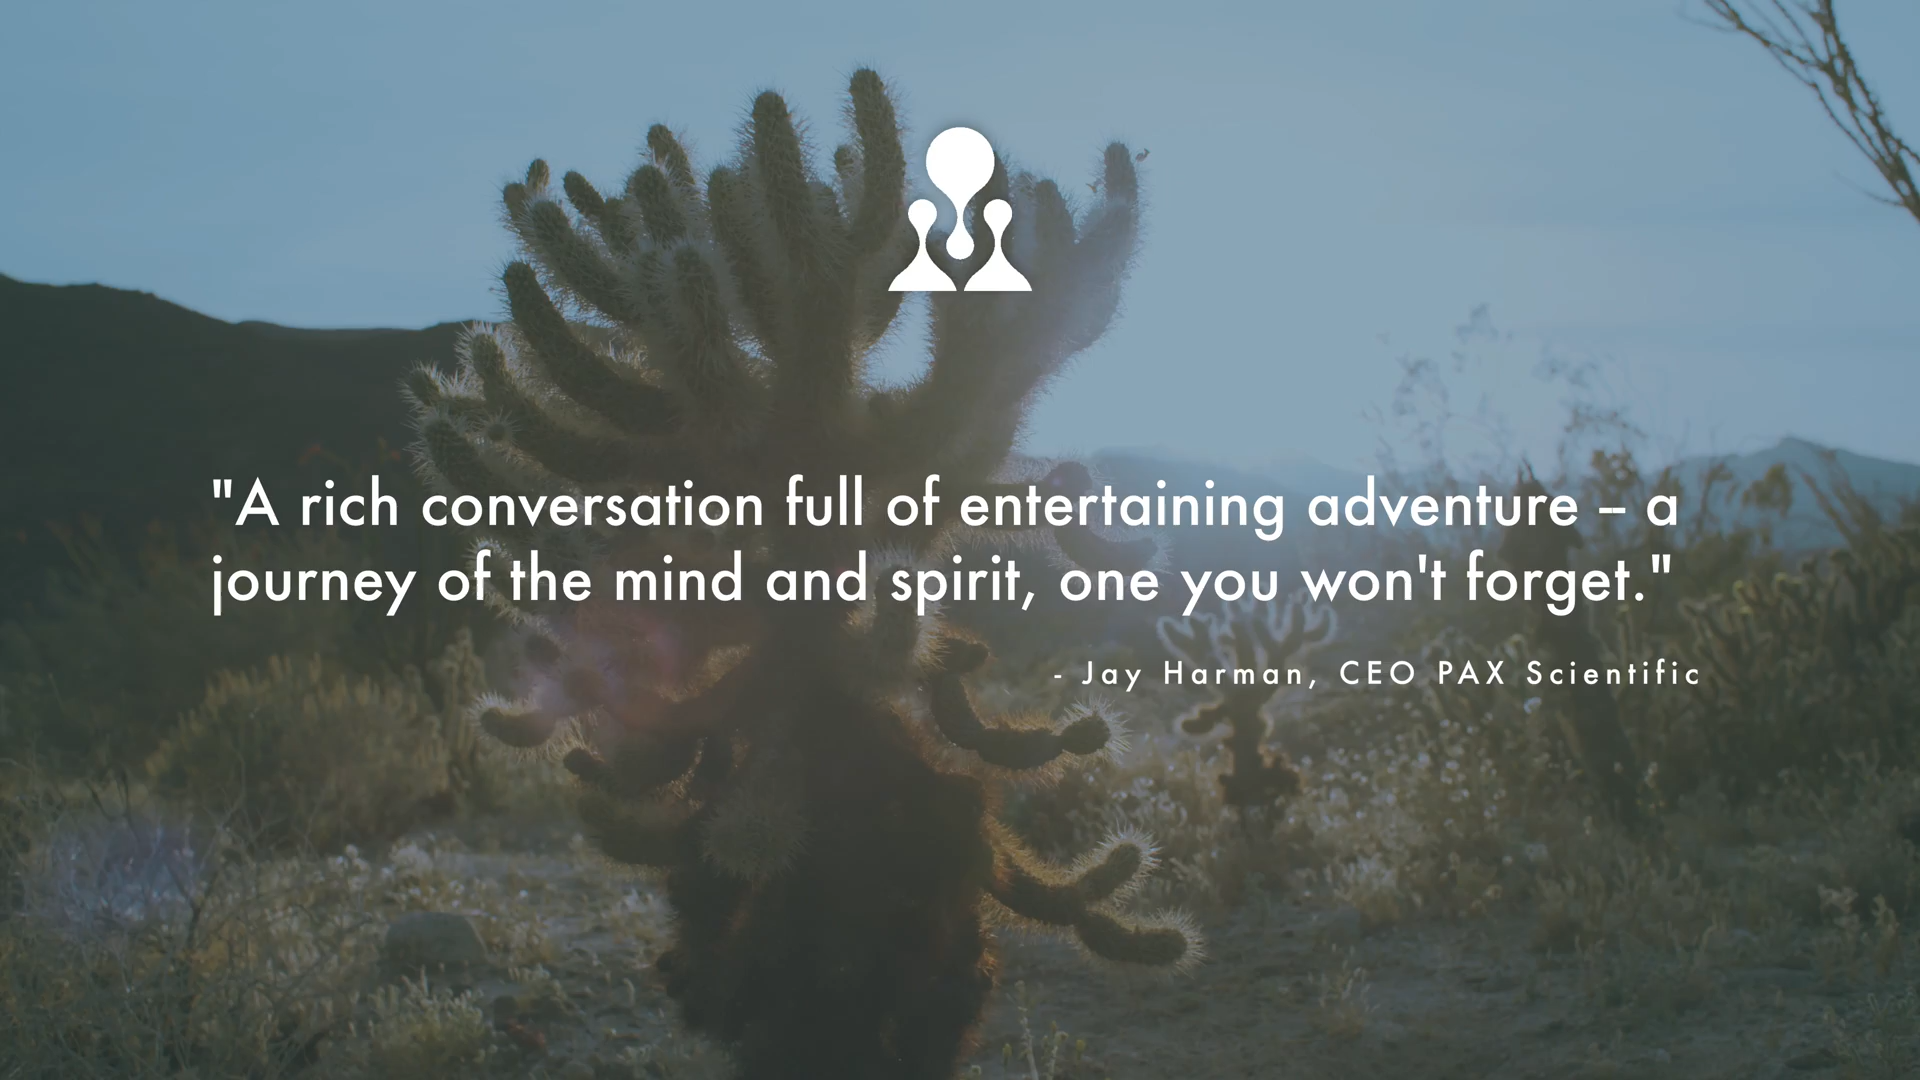 "A rich conversation full of entertaining adventure – a
journey of the mind and spirit, one you won't forget."
- Jay Harman, CEO PAX Scientific